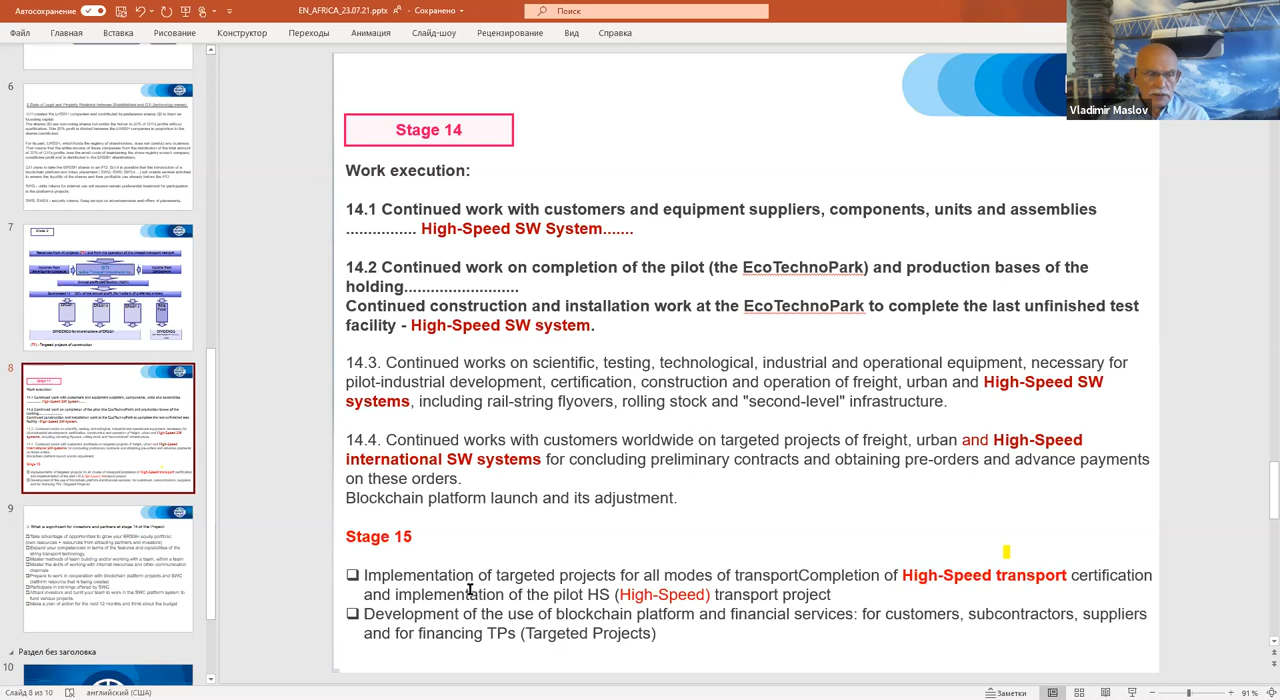 Автосохранение
EN_AFRICA_23.07.21.pptx
Сохранено
Поиск
Файл Главная Вставка Рисование Конструктор Переходы Анимация Слайд-шоу Рецензирование Вид Справка
Vladimir Maslov
6
7
8
9
Раздел без заголовка
10
Stage 14
Work execution:
14.1 Continued work with customers and equipment suppliers, components, units and assemblies
................ High-Speed SW System.......
14.2 Continued work on completion of the pilot (the EcoTechnoPark) and production bases of the
holding..............................
Continued construction and installation work at the EcoTechnoPark to complete the last unfinished test
facility - High-Speed SW system.
14.3. Continued works on scientific, testing, technological, industrial and operational equipment, necessary for
pilot-industrial development, certification, construction and operation of freight, urban and High-Speed SW
systems, including string flyovers, rolling stock and "second-level" infrastructure.
14.4. Continued works with customers worldwide on targeted projects of freight, urban and High-Speed
international SW systems for concluding preliminary contracts and obtaining pre-orders and advance payments
on these orders.
Blockchain platform launch and its adjustment.
Stage 15
❑ Implementation of targeted projects for all modes of transportCompletion of High-Speed transport certification
and implementation of the pilot HS (High-Speed) transport project
❑ Development of the use of blockchain platform and financial services: for customers, subcontractors, suppliers
and for financing TPs (Targeted Projects)
Слайд 8 из 10 английский (США) Заметки 91 %